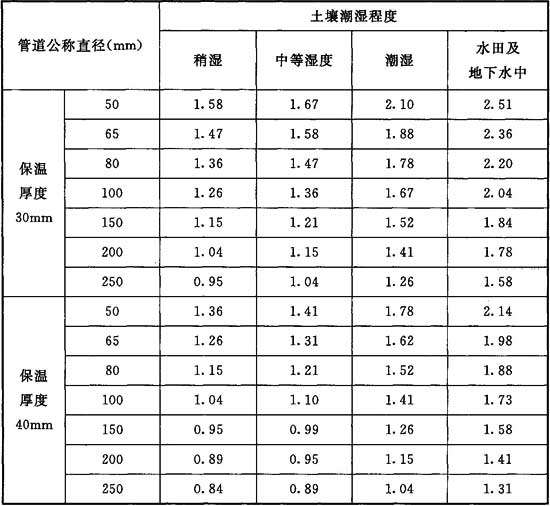 管道公称直径(mm) 土壤潮湿程度
稍湿 中等湿度 潮湿 水田及
地下水中
保温
厚度
30mm
50 1.58 1.67 2.10 2.51
65 1.47 1.58 1.88 2.36
80 1.36 1.47 1.78 2.20
100 1.26 1.36 1.67 2.04
150 1.15 1.21 1.52 1.84
200 1.04 1.15 1.41 1.78
250 0.95 1.04 1.26 1.58
保温
厚度
40mm
50 1.36 1.41 1.78 2.14
65 1.26 1.31 1.62 1.98
80 1.15 1.21 1.52 1.88
100 1.04 1.10 1.41 1.73
150 0.95 0.99 1.26 1.58
200 0.89 0.95 1.15 1.41
250 0.84 0.89 1.04 1.31